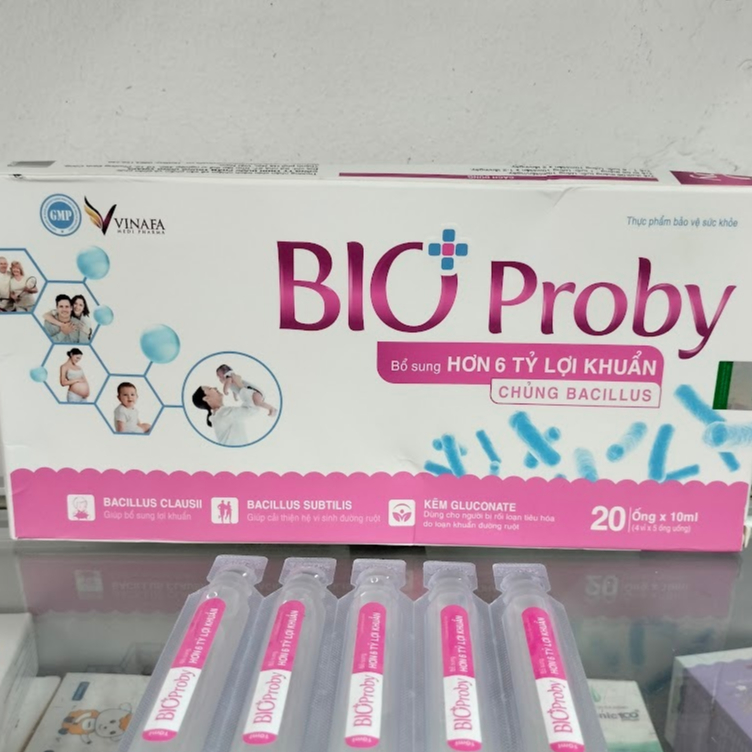 GMP
VINAFA
MEDI PHARMA
Thực phẩm bảo vệ sức khỏe
BIO Proby
Bổ sung HƠN 6 TỶ LỢI KHUẨN
CHỦNG BACILLUS
BACILLUS CLAUSII
Giúp bổ sung lợi khuẩn
BACILLUS SUBTILIS
Giúp cải thiện hệ vi sinh đường ruột
KẼM GLUCONATE
Dùng cho người bị rối loạn tiêu hóa
do loạn khuẩn đường ruột
20 Ống x 10ml
(4 vỉ x 5 ống uống)
BIOProby
HƠN 6 TỶ LỢI KHUẨN
BIOProby
HƠN 6 TỶ LỢI KHUẨN
BIOProby
HƠN 6 TỶ LỢI KHUẨN
BIOProby
HƠN 6 TỶ LỢI KHUẨN
BIOProby
HƠN 6 TỶ LỢI KHUẨN